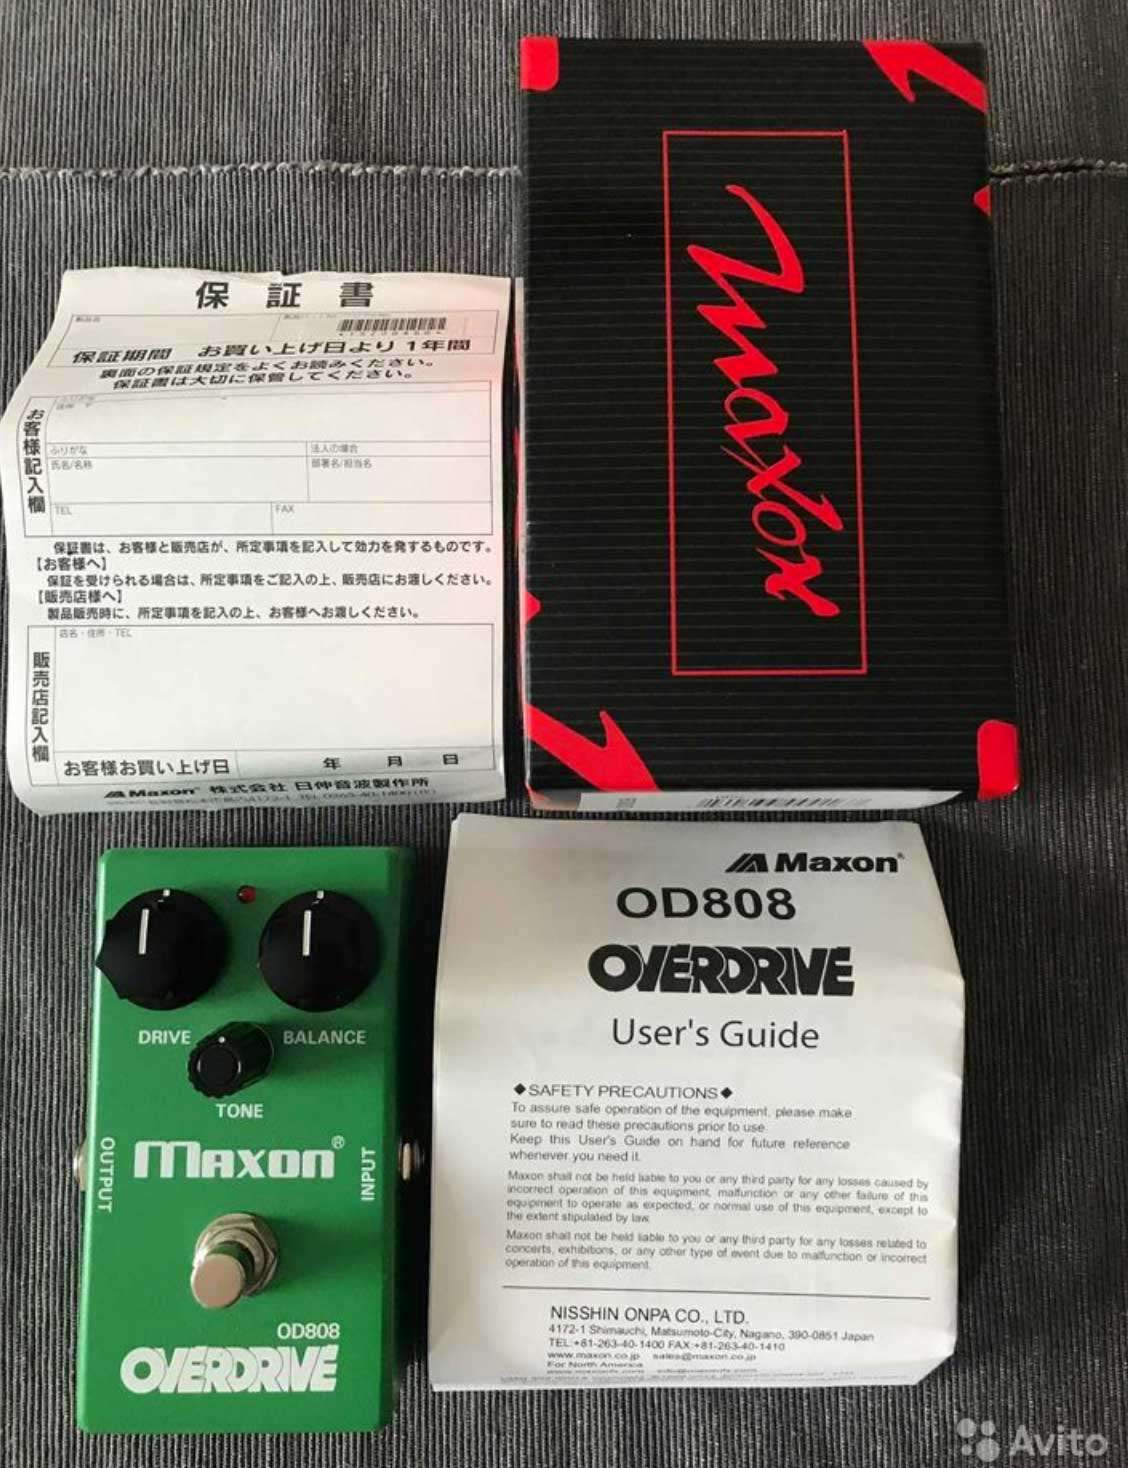 保証書
製品名
保証期間 お買い上げ日より1年間
裏面の保証規定をよくお読みください。
保証書は大切に保管してください。
お客様記入欄
ふりがな
住所 〒
ふりがな
氏名/名称
法人の場合
部署名/担当名
TEL
FAX
保証書は、お客様と販売店が、所定事項を記入して効力を発するものです。
【お客様へ】
保証を受けられる場合は、所定事項をご記入の上、販売店にお渡しください。
【販売店様へ】
製品販売時に、所定事項を記入の上、お客様へお渡しください。
販売店記入欄
店名・住所・TEL
お客様お買い上げ日 年 月 日
Maxon® 株式会社 日伸音波製作所
Maxon
DRIVE
BALANCE
TONE
OUTPUT
MAXON®
INPUT
OD808
OVERDRIVE
Maxon®
OD808
OVERDRIVE
User's Guide
◆SAFETY PRECAUTIONS◆
To assure safe operation of the equipment, please make
sure to read these precautions prior to use.
Keep this User's Guide on hand for future reference
whenever you need it.
Maxon shall not be held liable to you or any third party for any losses caused by
incorrect operation of this equipment, malfunction or any other failure of this
equipment to operate as expected, or normal use of this equipment, except to
the extent stipulated by law.
Maxon shall not be held liable to you or any third party for any losses related to
concerts, exhibitions, or any other type of event due to malfunction or incorrect
operation of this equipment.
NISSHIN ONPA CO., LTD.
4172-1 Shimauchi, Matsumoto-City, Nagano, 390-0851 Japan
TEL:+81-263-40-1400 FAX:+81-263-40-1410
www.maxon.co.jp sales@maxon.co.jp
For North America
Avito